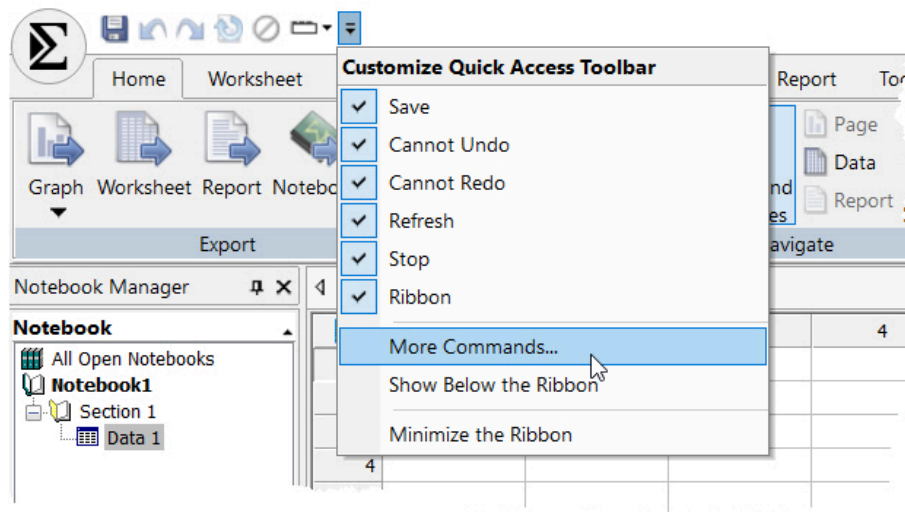 Σ
Home Worksheet
Customize Quick Access Toolbar
Save
Cannot Undo
Cannot Redo
Refresh
Stop
Ribbon
More Commands...
Show Below the Ribbon
Minimize the Ribbon
Report
Page
Data
Report
Graph Worksheet Report
Export
Notebook Manager
Notebook
All Open Notebooks
Notebook1
Section 1
Data 1
4
4